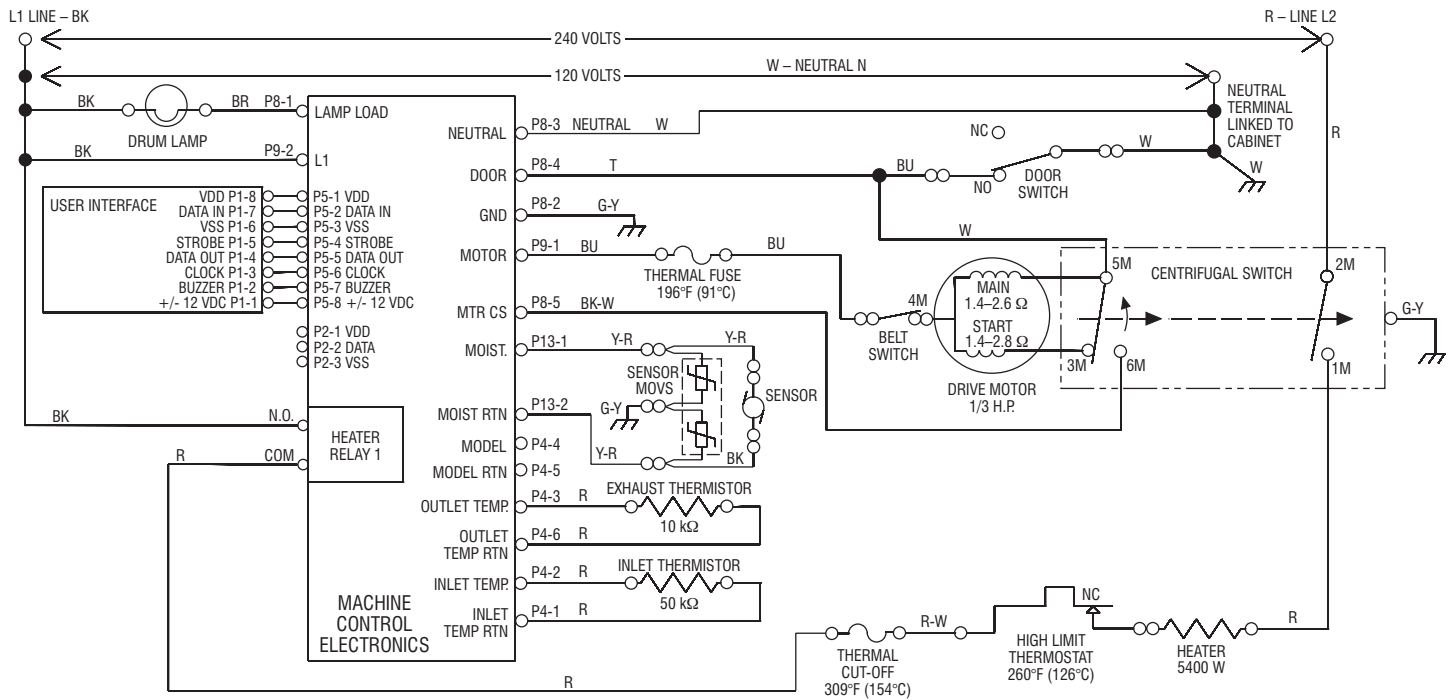 L1 LINE – BK
R – LINE L2
240 VOLTS
W – NEUTRAL N
120 VOLTS
NEUTRAL
TERMINAL
LINKED TO
CABINET
BK
BR
P8-1
LAMP LOAD
DRUM LAMP
NEUTRAL
P8-3
NEUTRAL
W
NC
R
BK
P9-2
L1
DOOR
P8-4
T
BU
NO
DOOR
SWITCH
W
W
USER INTERFACE
VDD P1-8
P5-1 VDD
DATA IN P1-7
P5-2 DATA IN
VSS P1-6
P5-3 VSS
STROBE P1-5
P5-4 STROBE
DATA OUT P1-4
P5-5 DATA OUT
CLOCK P1-3
P5-6 CLOCK
BUZZER P1-2
P5-7 BUZZER
+/- 12 VDC P1-1
P5-8 +/- 12 VDC
P2-1 VDD
P2-2 DATA
P2-3 VSS
GND
P8-2
G-Y
W
MOTOR
P9-1
BU
THERMAL FUSE
196°F (91°C)
BU
5M
CENTRIFUGAL SWITCH
2M
MAIN
1.4–2.6 Ω
START
1.4–2.8 Ω
4M
BELT
SWITCH
3M
6M
1M
G-Y
DRIVE MOTOR
1/3 H.P.
MTR CS
P8-5
BK-W
MOIST.
P13-1
Y-R
Y-R
SENSOR
MOVS
SENSOR
G-Y
MOIST RTN
P13-2
Y-R
BK
BK
N.O.
HEATER
RELAY 1
R
COM
MODEL
P4-4
MODEL RTN
P4-5
OUTLET TEMP.
P4-3
R
EXHAUST THERMISTOR
10 kΩ
OUTLET
TEMP RTN
P4-6
R
INLET TEMP.
P4-2
R
INLET THERMISTOR
50 kΩ
INLET
TEMP RTN
P4-1
R
MACHINE
CONTROL
ELECTRONICS
R
THERMAL
CUT-OFF
309°F (154°C)
R-W
NC
HIGH LIMIT
THERMOSTAT
260°F (126°C)
HEATER
5400 W
R